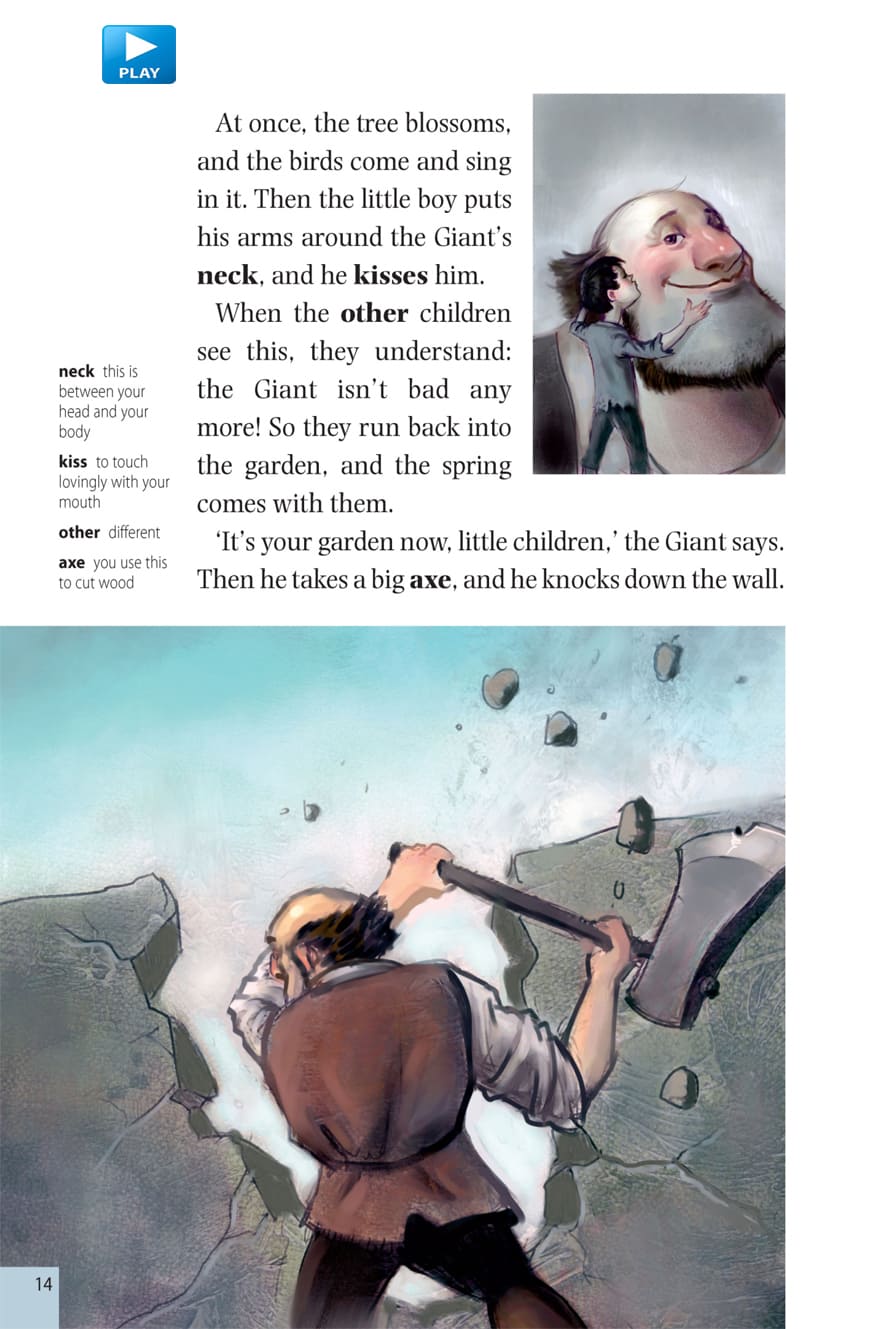 PLAY
At once, the tree blossoms,
and the birds come and sing
in it. Then the little boy puts
his arms around the Giant’s
neck, and he kisses him.
When the other children
see this, they understand:
the Giant isn’t bad any
more! So they run back into
the garden, and the spring
comes with them.
‘It’s your garden now, little children,’ the Giant says.
Then he takes a big axe, and he knocks down the wall.
neck this is
between your
head and your
body
kiss to touch
lovingly with your
mouth
other different
axe you use this
to cut wood
14